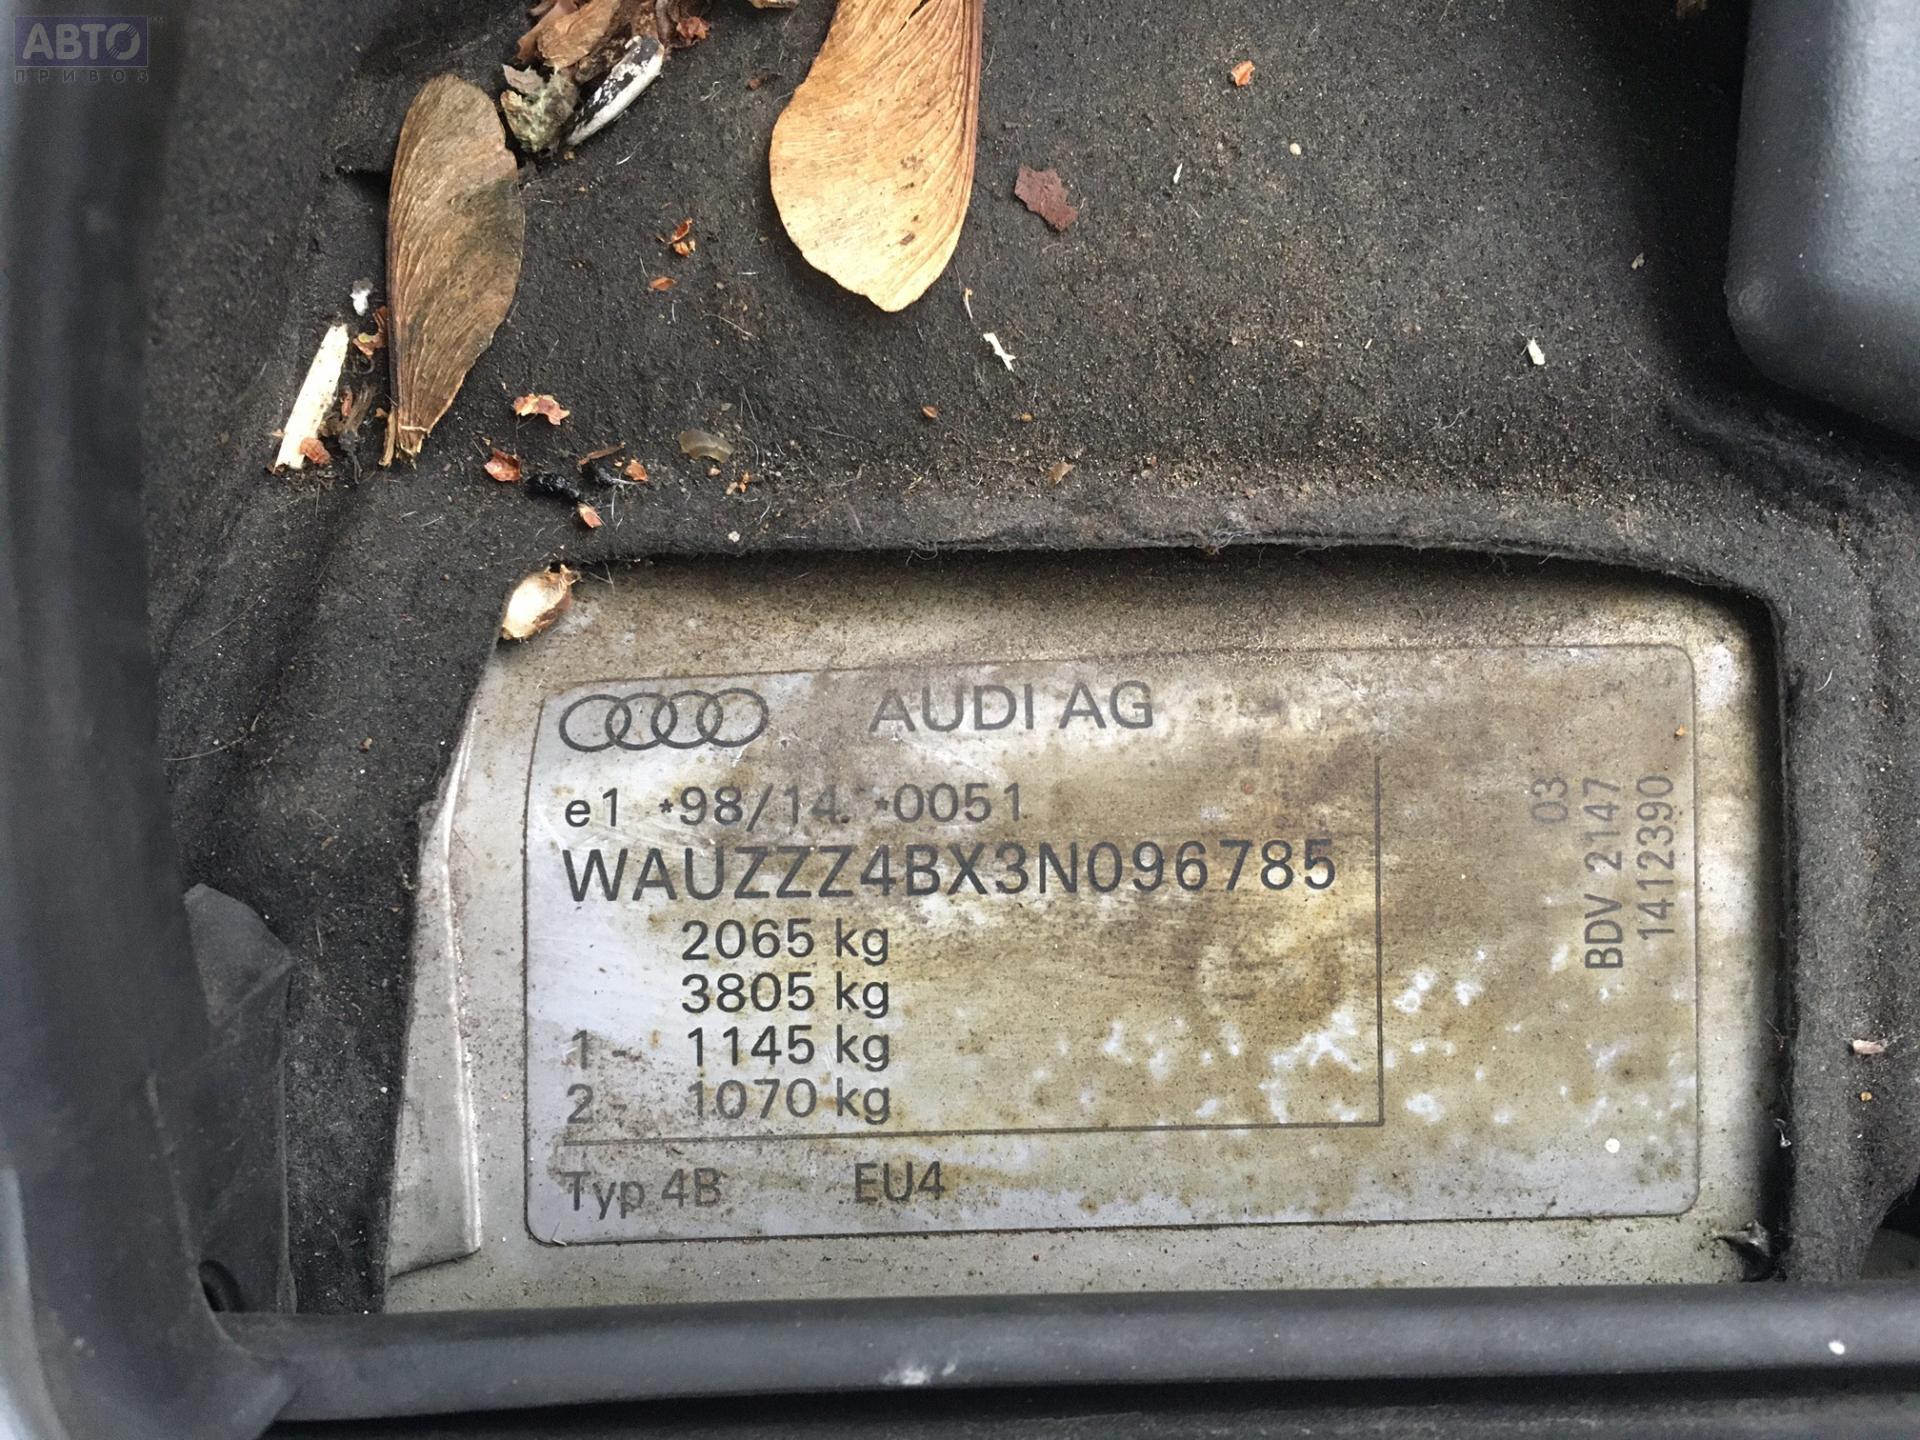 АВТО
ПРИВОЗ
AUDI AG
e1 *98/14 *0051
WAUZZZ4BX3N096785
2065 kg
3805 kg
1- 1145 kg
2- 1070 kg
Typ 4B EU4
03
BDV 2147
1412390